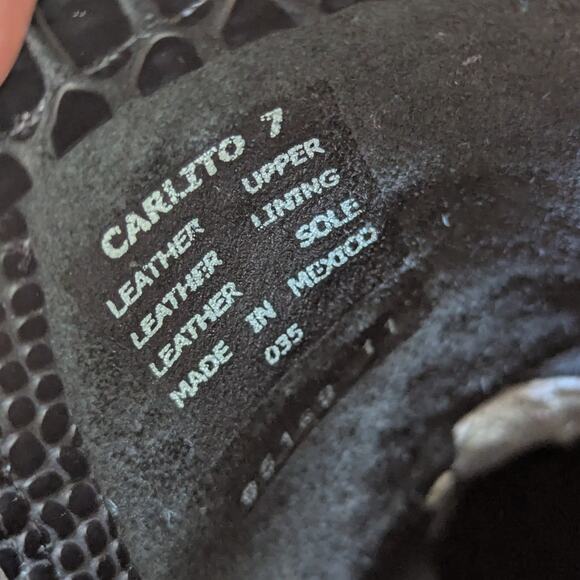 CARLITO 7
LEATHER UPPER
LEATHER LINING
LEATHER SOLE
MADE IN MEXICO
035